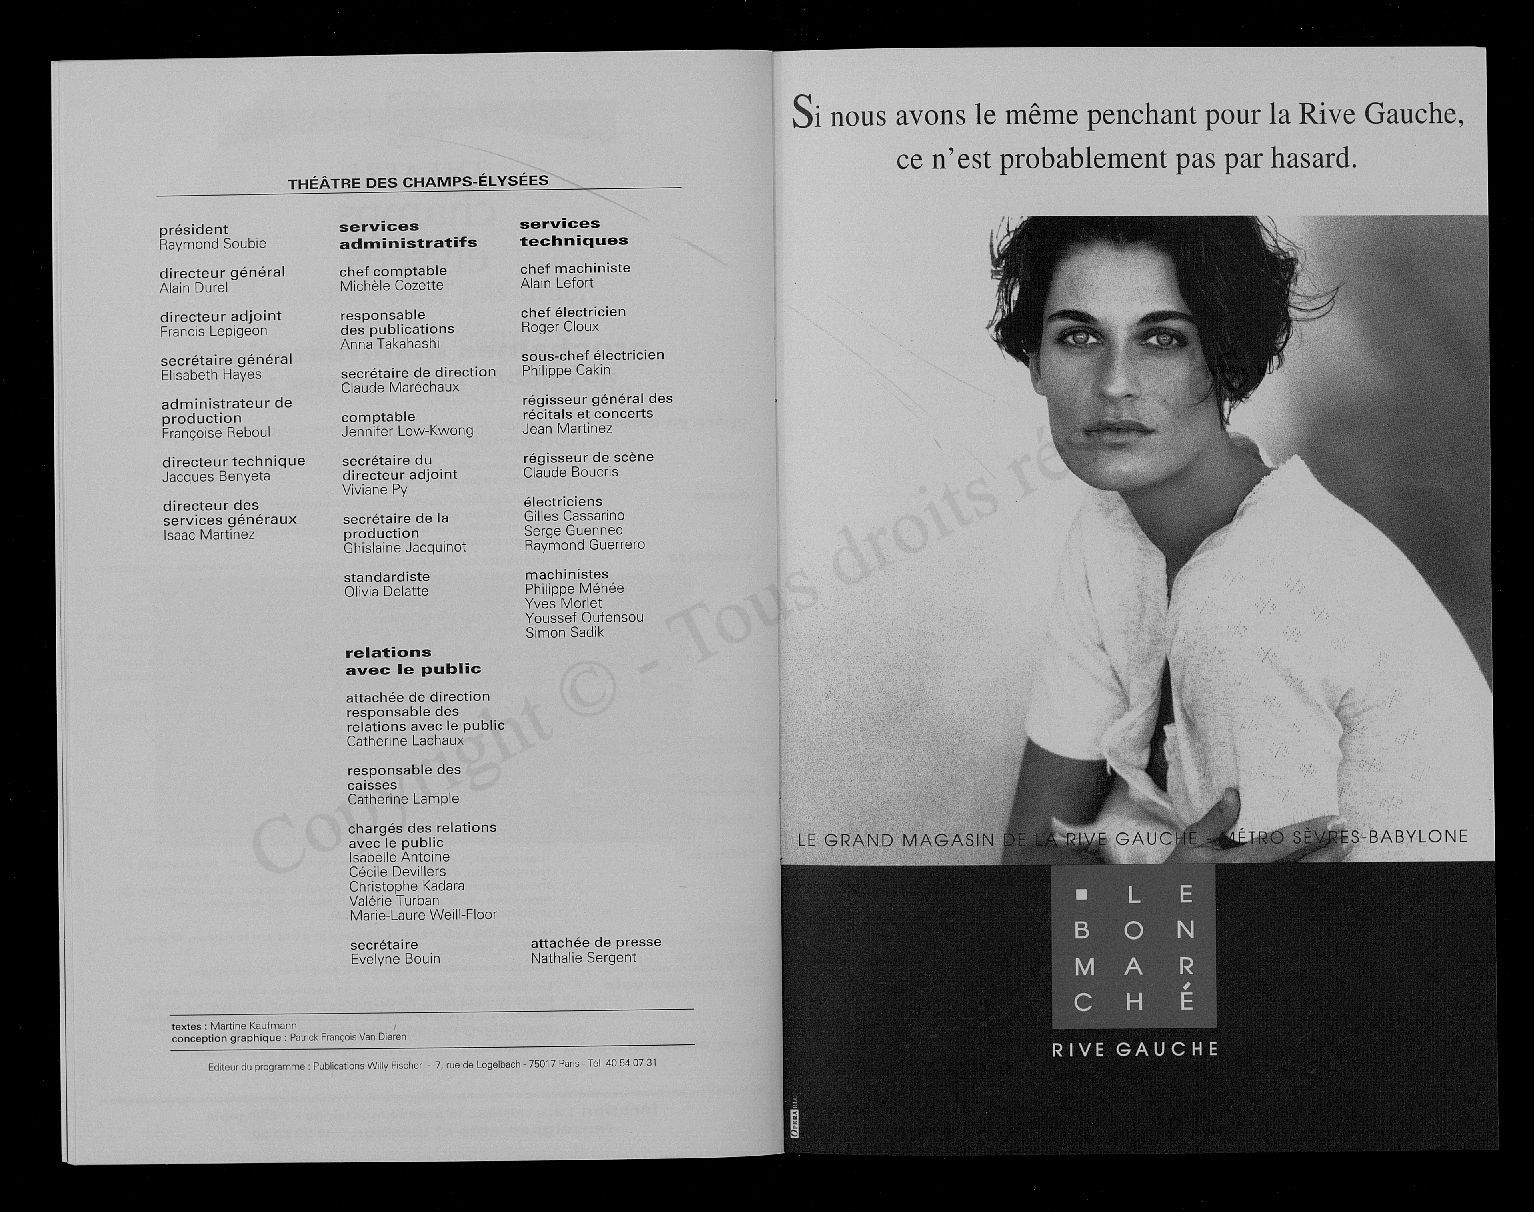 THÉÂTRE DES CHAMPS-ÉLYSÉES
président
Raymond Soubie
directeur général
Alain Durel
directeur adjoint
Francis Lepigeon
secrétaire général
Elisabeth Hayes
administrateur de
production
Françoise Reboul
directeur technique
Jacques Benyeta
directeur des
services généraux
Isaac Martinez
services
administratifs
chef comptable
Michèle Cozette
responsable
des publications
Anna Takahashi
secrétaire de direction
Claude Maréchaux
comptable
Jennifer Low-Kwong
secrétaire du
directeur adjoint
Viviane Py
secrétaire de la
production
Ghislaine Jacquinot
standardiste
Olivia Delatte
relations
avec le public
attachée de direction
responsable des
relations avec le public
Catherine Lachaux
responsable des
caisses
Catherine Lample
chargés des relations
avec le public
Isabelle Antoine
Cécile Devillers
Christophe Kadara
Valérie Turban
Marie-Laure Weill-Floor
secrétaire
Evelyne Bouin
services
techniques
chef machiniste
Alain Lefort
chef électricien
Roger Cloux
sous-chef électricien
Philippe Cakin
régisseur général des
récitals et concerts
Jean Martinez
régisseur de scène
Claude Boucris
électriciens
Gilles Cassarino
Serge Guennec
Raymond Guerrero
machinistes
Philippe Ménée
Yves Morlet
Youssef Outensou
Simon Sadik
attachée de presse
Nathalie Sergent
textes : Martine Kaufmann
conception graphique : Patrick François Van Dieren
Editeur du programme : Publications Willy Fischer - 7, rue de Logelbach - 75017 Paris - Tél. 40 54 07 31
Si nous avons le même penchant pour la Rive Gauche,
ce n'est probablement pas par hasard.
LE GRAND MAGASIN DE LA RIVE GAUCHE - MÉTRO SÈVRES-BABYLONE
■ L E
B O N
M A R
C H É
RIVE GAUCHE
Copyright © - Tous droits ré